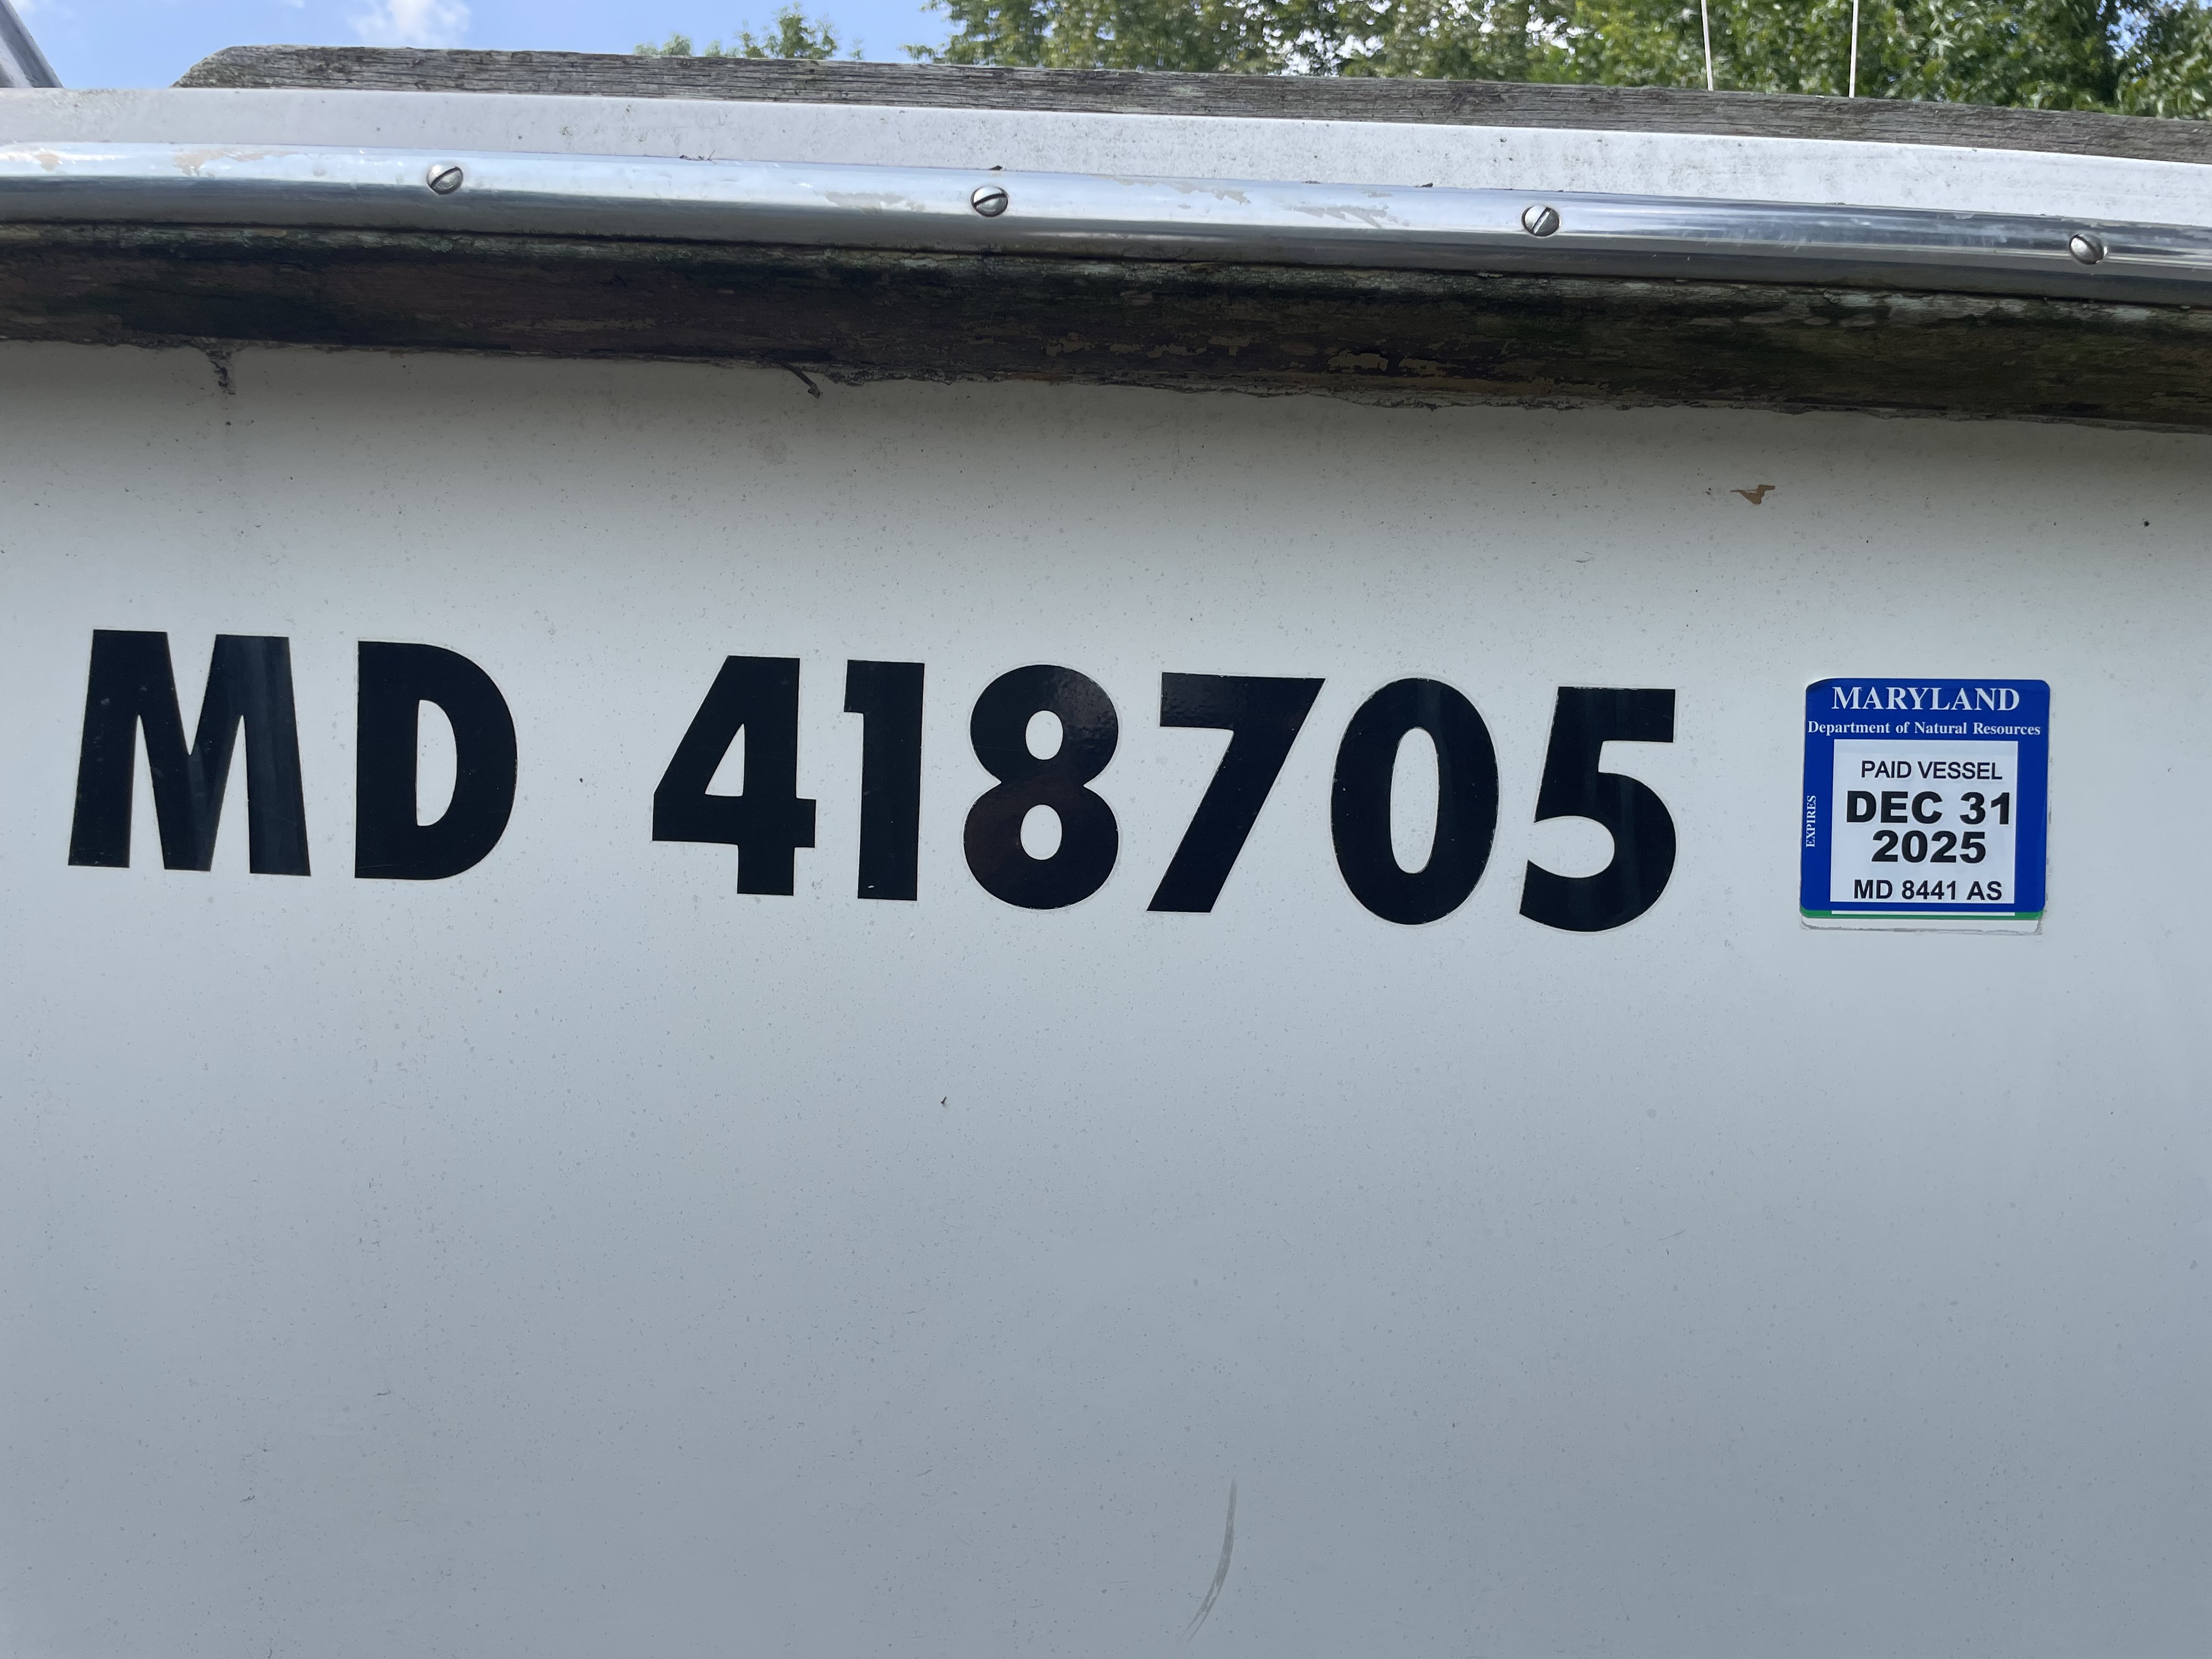 MD 418705
MARYLAND
Department of Natural Resources
EXPIRES
PAID VESSEL
DEC 31
2025
MD 8441 AS